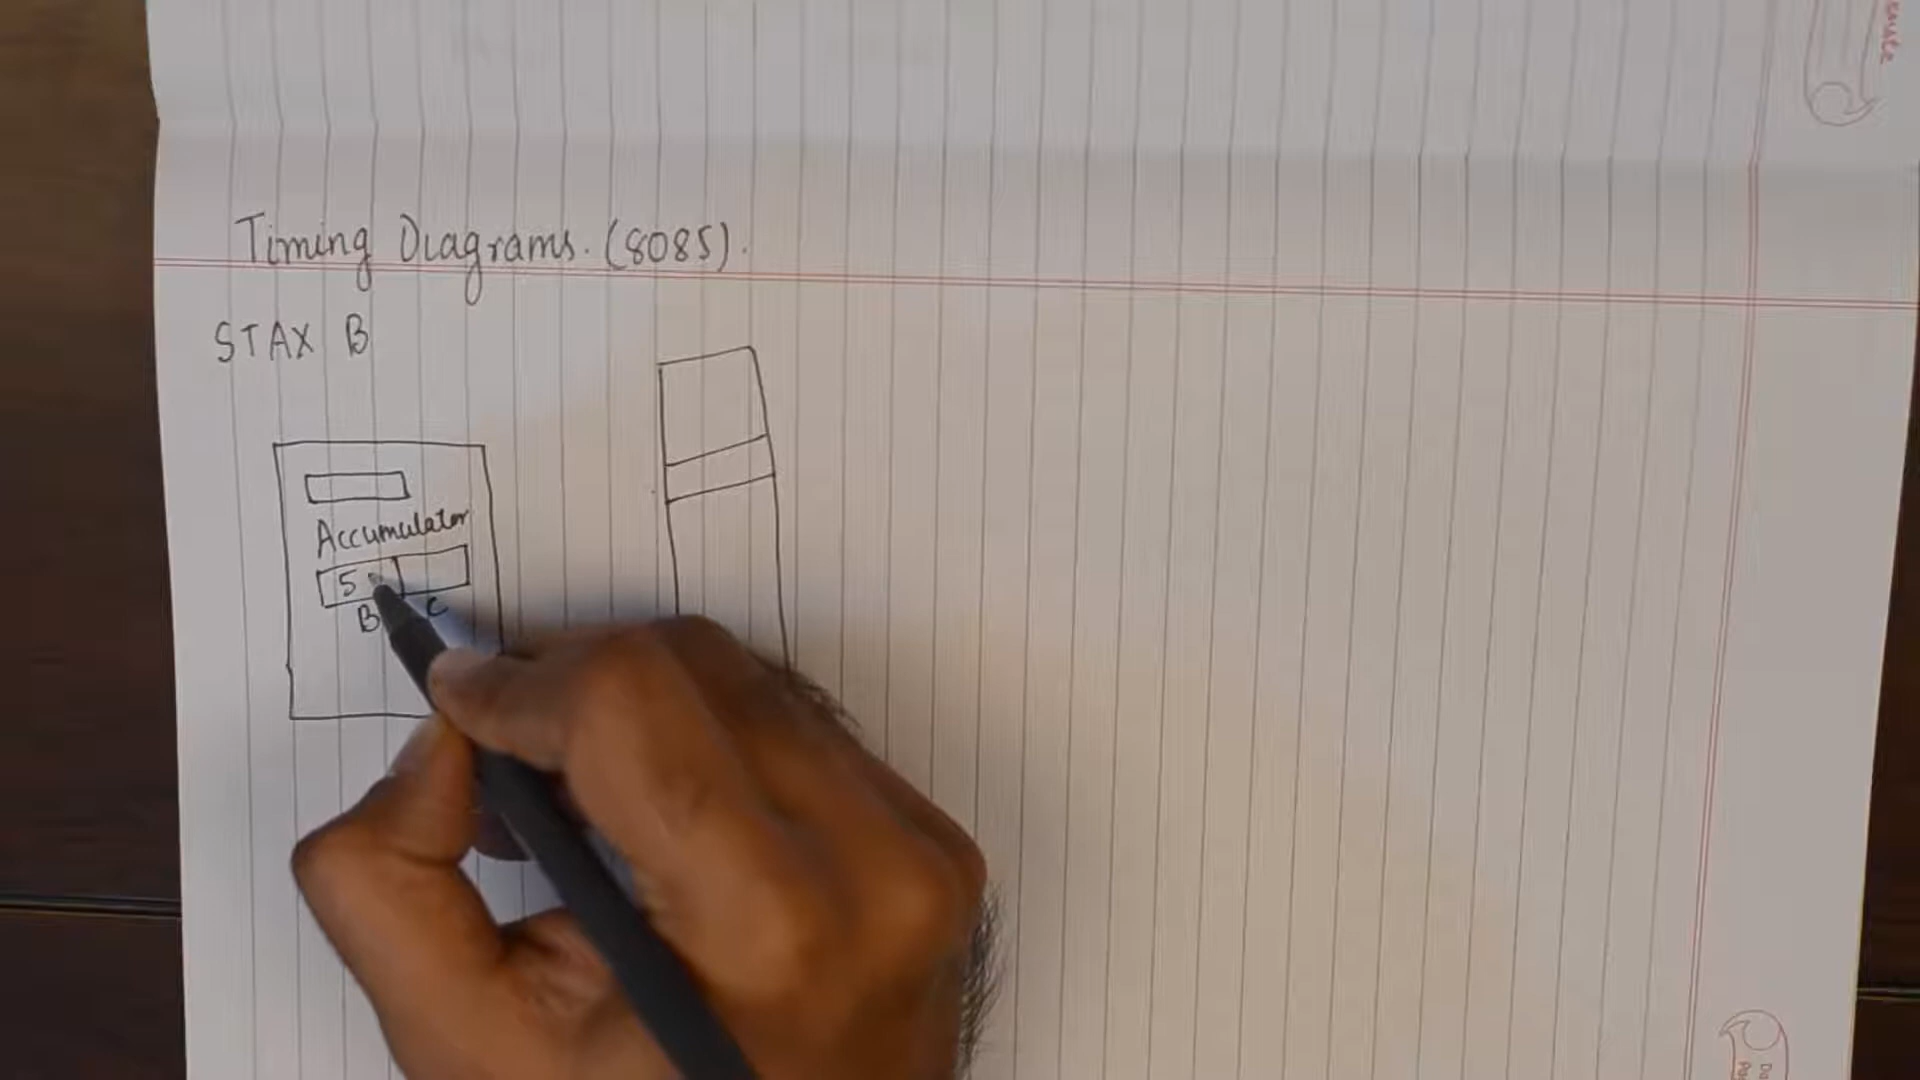 Timing Diagrams. (8085).
STAX B
Accumulator
5
B C